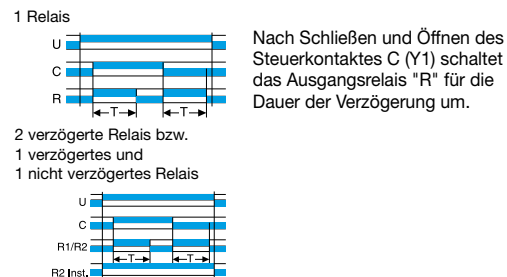 1 Relais
U
C
R
T T
Nach Schließen und Öffnen des
Steuerkontaktes C (Y1) schaltet
das Ausgangsrelais "R" für die
Dauer der Verzögerung um.
2 verzögerte Relais bzw.
1 verzögertes und
1 nicht verzögertes Relais
U
C
R1/R2
T T
R2 Inst.